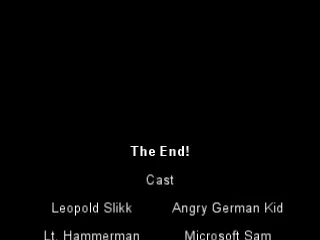 The End!
Cast
Leopold Slikk Angry German Kid
Lt. Hammerman Microsoft Sam